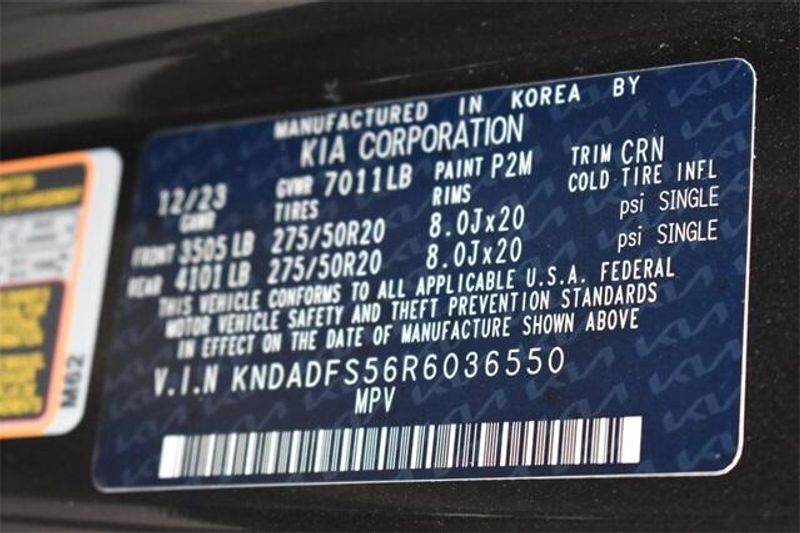 MANUFACTURED IN KOREA BY
KIA CORPORATION
12/23 GVWR 7011LB PAINT P2M TRIM CRN
GAWR TIRES RIMS COLD TIRE INFL
FRONT 3505 LB 275/50R20 8.0Jx20 psi SINGLE
REAR 4101 LB 275/50R20 8.0Jx20 psi SINGLE
THIS VEHICLE CONFORMS TO ALL APPLICABLE U.S.A. FEDERAL
MOTOR VEHICLE SAFETY AND THEFT PREVENTION STANDARDS
IN EFFECT ON THE DATE OF MANUFACTURE SHOWN ABOVE
V.I.N KNDADFS56R6036550
MPV
M62